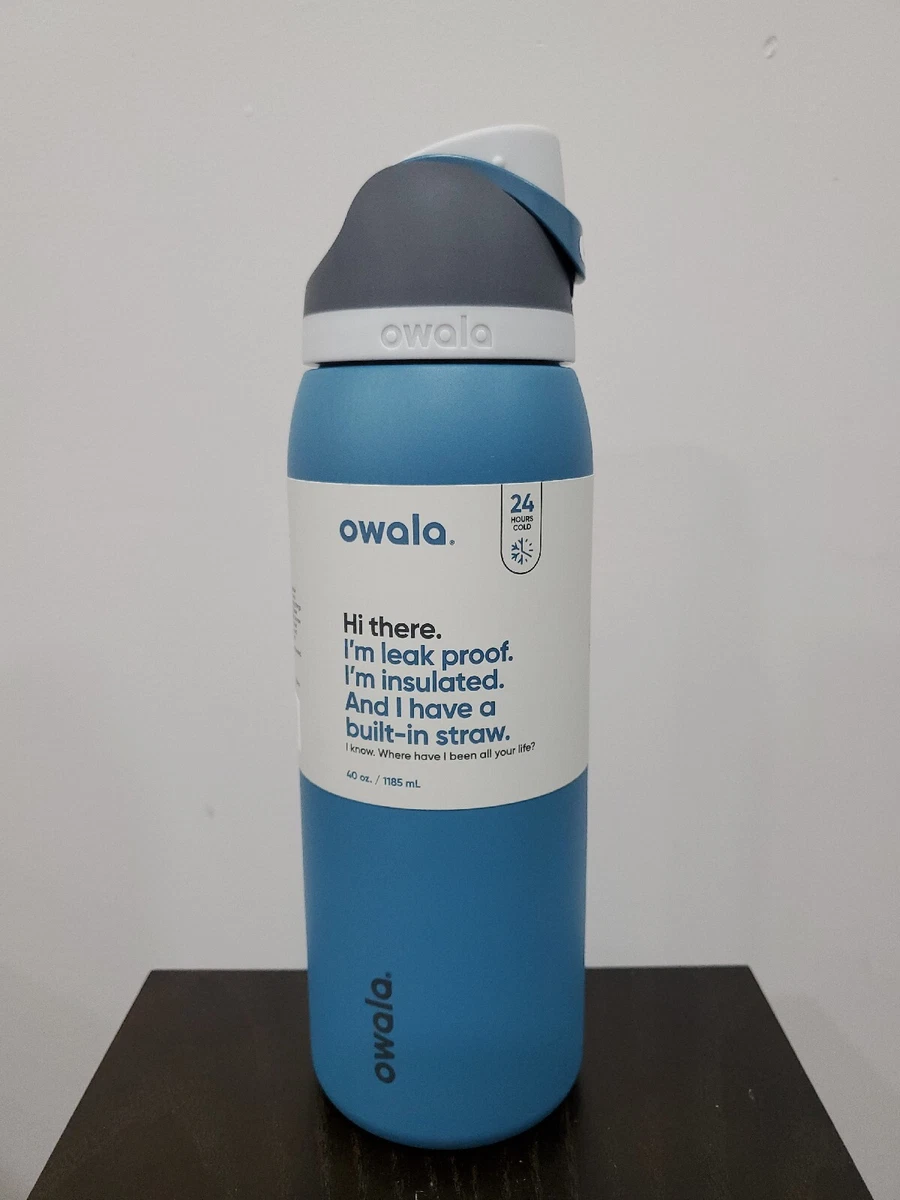 owala
owala.
24
HOURS
COLD
Hi there.
I'm leak proof.
I'm insulated.
And I have a
built-in straw.
I know. Where have I been all your life?
40 oz. / 1185 mL
owala.